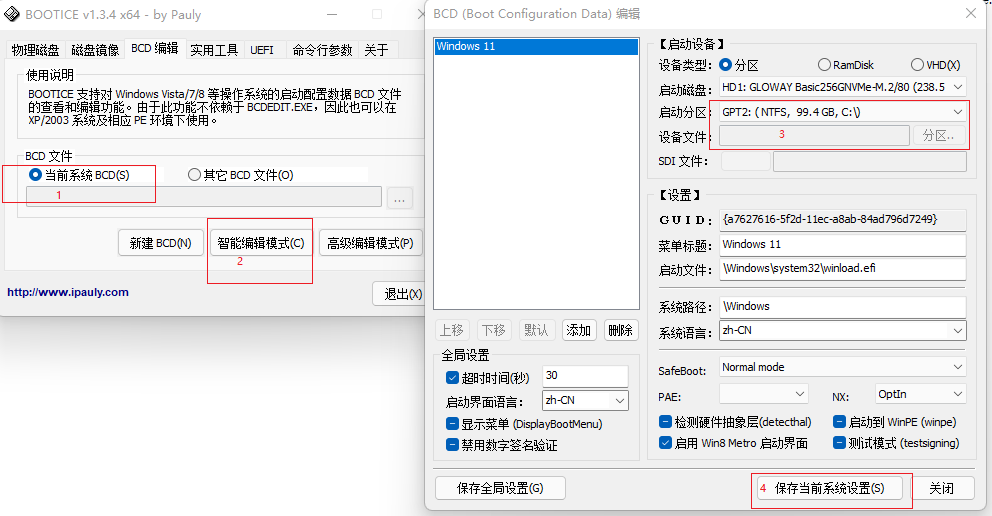 BOOTICE v1.3.4 x64 - by Pauly
物理磁盘 磁盘镜像 BCD 编辑 实用工具 UEFI 命令行参数 关于
使用说明
BOOTICE 支持对 Windows Vista/7/8 等操作系统的启动配置数据 BCD 文件
的查看和编辑功能。由于此功能不依赖于 BCDEDIT.EXE，因此也可以在
XP/2003 系统及相应 PE 环境下使用。
BCD 文件
当前系统 BCD(S) 其它 BCD 文件(O)
1
...
新建 BCD(N) 智能编辑模式(C) 高级编辑模式(P)
2
http://www.ipauly.com
退出(X)
BCD (Boot Configuration Data) 编辑
Windows 11
上移 下移 默认 添加 删除
全局设置
超时时间(秒) 30
启动界面语言: zh-CN
显示菜单 (DisplayBootMenu)
禁用数字签名验证
保存全局设置(G)
【启动设备】
设备类型: 分区 RamDisk VHD(X)
启动磁盘: HD1: GLOWAY Basic256GNVMe-M.2/80 (238.5
启动分区: GPT2: ( NTFS, 99.4 GB, C:\)
设备文件: 3 分区..
SDI 文件:
【设置】
GUID: {a7627616-5f2d-11ec-a8ab-84ad796d7249}
菜单标题: Windows 11
启动文件: \Windows\system32\winload.efi
系统路径: \Windows
系统语言: zh-CN
SafeBoot: Normal mode
PAE: NX: OptIn
检测硬件抽象层(detecthal) 启动到 WinPE (winpe)
启用 Win8 Metro 启动界面 测试模式 (testsigning)
4 保存当前系统设置(S) 关闭